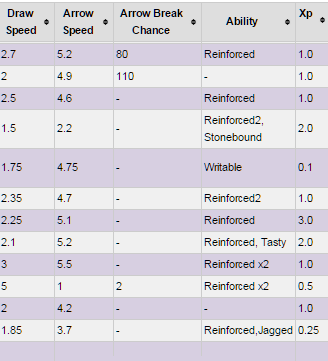 Draw Speed Arrow Speed Arrow Break Chance Ability Xp
2.7 5.2 80 Reinforced 1.0
2 4.9 110 - 1.0
2.5 4.6 - Reinforced 1.0
1.5 2.2 - Reinforced2, Stonebound 2.0
1.75 4.75 - Writable 0.1
2.35 4.7 - Reinforced2 1.0
2.25 5.1 - Reinforced 3.0
2.1 5.2 - Reinforced, Tasty 2.0
3 5.5 - Reinforced x2 1.0
5 1 2 Reinforced x2 0.5
2 4.2 - - 1.0
1.85 3.7 - Reinforced,Jagged 0.25